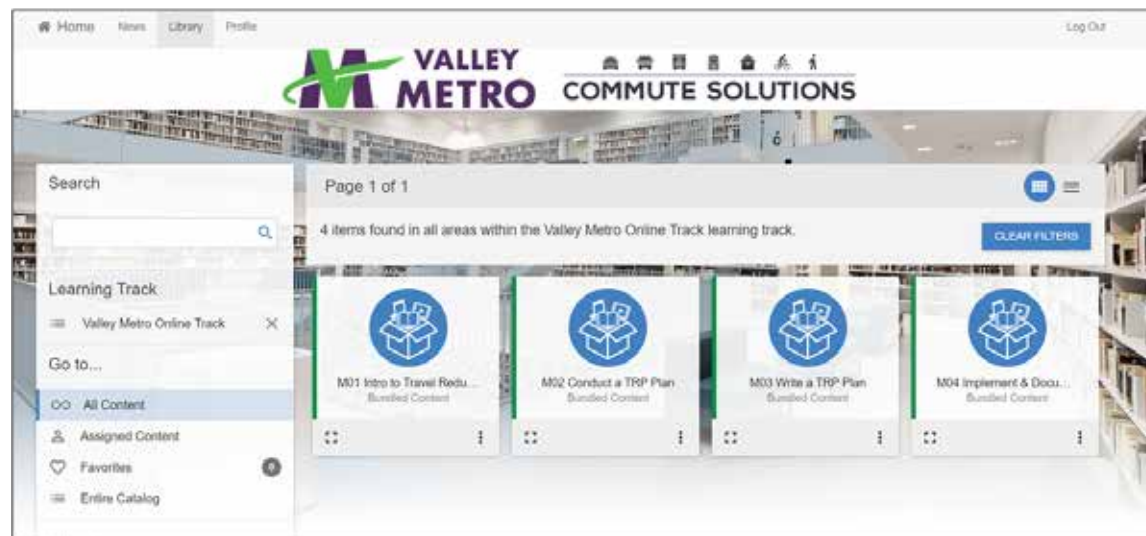 Home News Library Profile Log Out
VALLEY METRO
COMMUTE SOLUTIONS
Search
Page 1 of 1
4 items found in all areas within the Valley Metro Online Track learning track.
CLEAR FILTERS
Learning Track
Valley Metro Online Track
Go to...
All Content
Assigned Content
Favorites
Entire Catalog
M01 Intro to Travel Redu...
Bundled Content
M02 Conduct a TRP Plan
Bundled Content
M03 Write a TRP Plan
Bundled Content
M04 Implement & Docu...
Bundled Content